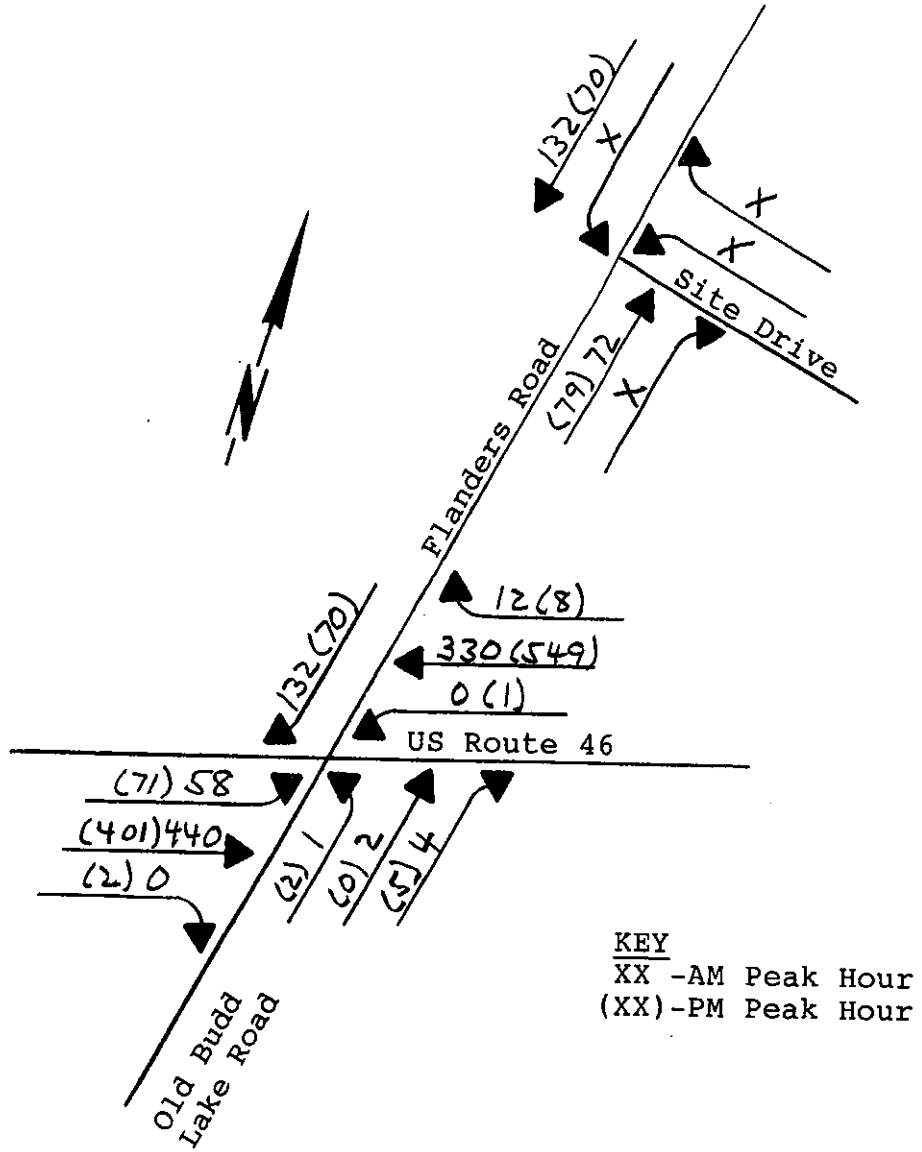 132(70)
X
X
X
Site Drive
(79) 72
X
Flanders Road
N
12(8)
330(549)
0(1)
132(70)
US Route 46
(71) 58
(401)440
(2) 0
(2) 1
(0) 2
(5) 4
KEY
XX -AM Peak Hour
(XX)-PM Peak Hour
Old Budd
Lake Road